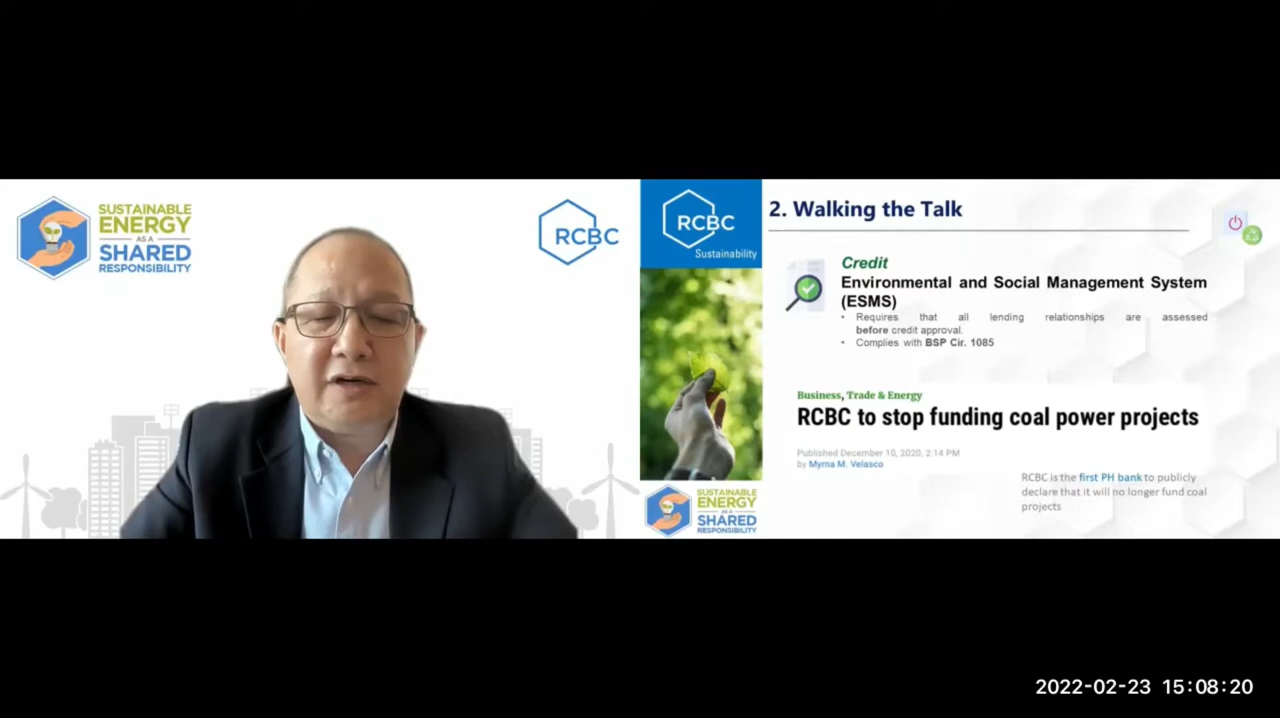 SUSTAINABLE
ENERGY
AS A
SHARED
RESPONSIBILITY
RCBC
RCBC
Sustainability
2. Walking the Talk
Credit
Environmental and Social Management System
(ESMS)
• Requires that all lending relationships are assessed
before credit approval.
• Complies with BSP Cir. 1085
Business, Trade & Energy
RCBC to stop funding coal power projects
Published December 10, 2020, 2:14 PM
by Myrna M. Velasco
RCBC is the first PH bank to publicly
declare that it will no longer fund coal
projects
SUSTAINABLE
ENERGY
AS A
SHARED
RESPONSIBILITY
2022-02-23 15:08:20